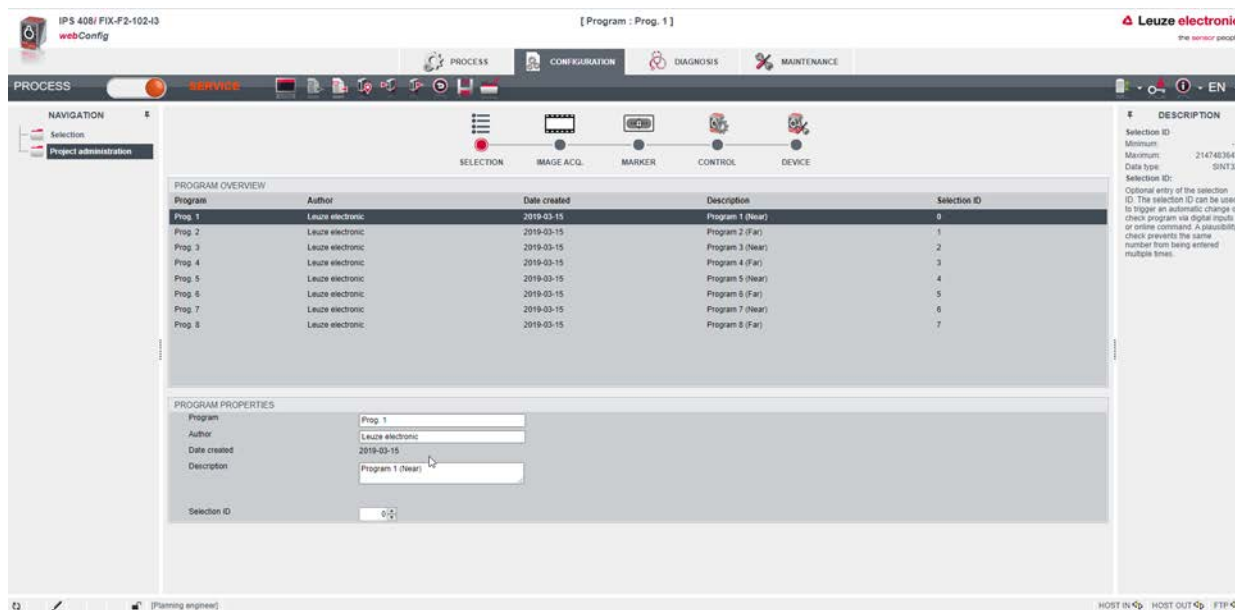 IPS 408i FIX-F2-102-I3
webConfig
[ Program : Prog. 1 ]
Leuze electronic
the sensor people
PROCESS CONFIGURATION DIAGNOSIS MAINTENANCE
PROCESS SERVICE EN
NAVIGATION
Selection
Project administration
SELECTION IMAGE ACQ. MARKER CONTROL DEVICE
PROGRAM OVERVIEW
Program Author Date created Description Selection ID
Prog. 1 Leuze electronic 2019-03-15 Program 1 (Near) 0
Prog. 2 Leuze electronic 2019-03-15 Program 2 (Far) 1
Prog. 3 Leuze electronic 2019-03-15 Program 3 (Near) 2
Prog. 4 Leuze electronic 2019-03-15 Program 4 (Far) 3
Prog. 5 Leuze electronic 2019-03-15 Program 5 (Near) 4
Prog. 6 Leuze electronic 2019-03-15 Program 6 (Far) 5
Prog. 7 Leuze electronic 2019-03-15 Program 7 (Near) 6
Prog. 8 Leuze electronic 2019-03-15 Program 8 (Far) 7
PROGRAM PROPERTIES
Program Prog. 1
Author Leuze electronic
Date created 2019-03-15
Description Program 1 (Near)
Selection ID 0
DESCRIPTION
Selection ID
Minimum: -
Maximum: 214748364
Data type: SINT3
Selection ID:
Optional entry of the selection
ID. The selection ID can be used
to trigger an automatic change
check program via digital inputs
or online command. A plausibility
check prevents the same
number from being entered
multiple times.
[Planning engineer]
HOST IN HOST OUT FTP